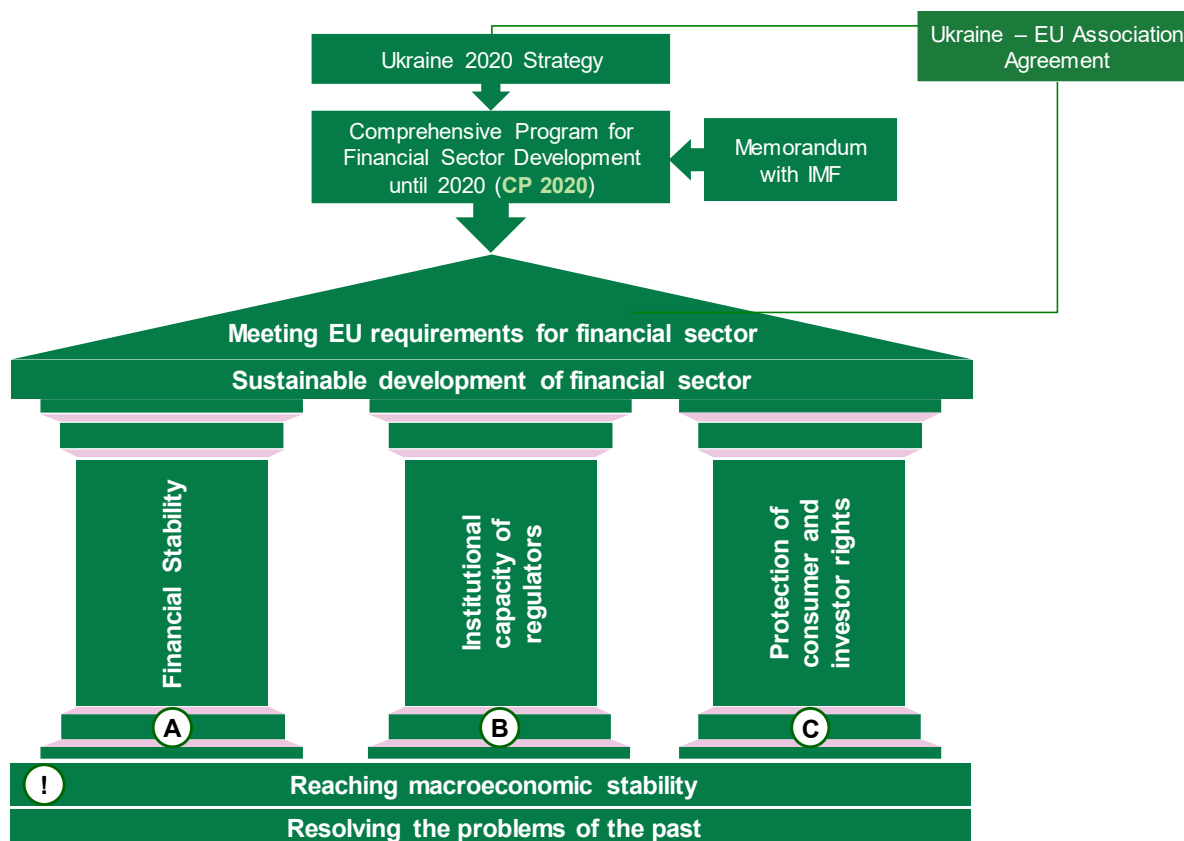 Ukraine 2020 Strategy
Ukraine – EU Association
Agreement
Comprehensive Program for
Financial Sector Development
until 2020 (CP 2020)
Memorandum
with IMF
Meeting EU requirements for financial sector
Sustainable development of financial sector
Financial Stability
Institutional
capacity of
regulators
Protection of
consumer and
investor rights
A
B
C
!
Reaching macroeconomic stability
Resolving the problems of the past